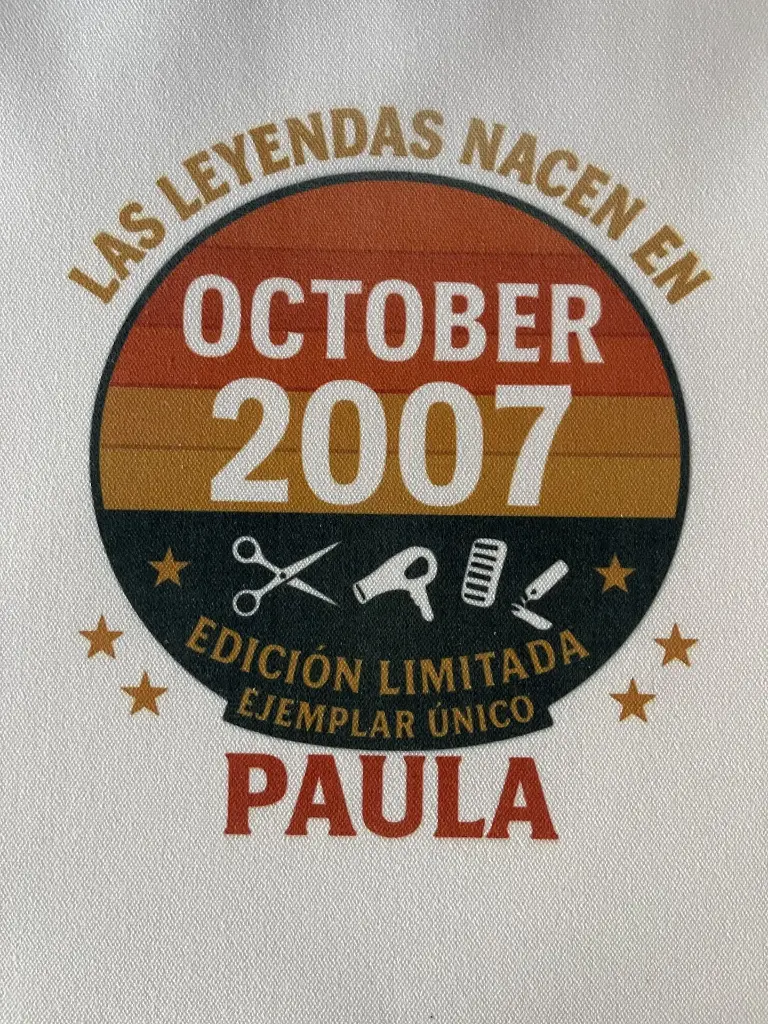 LAS LEYENDAS NACEN EN
OCTOBER
2007
EDICIÓN LIMITADA
EJEMPLAR ÚNICO
PAULA